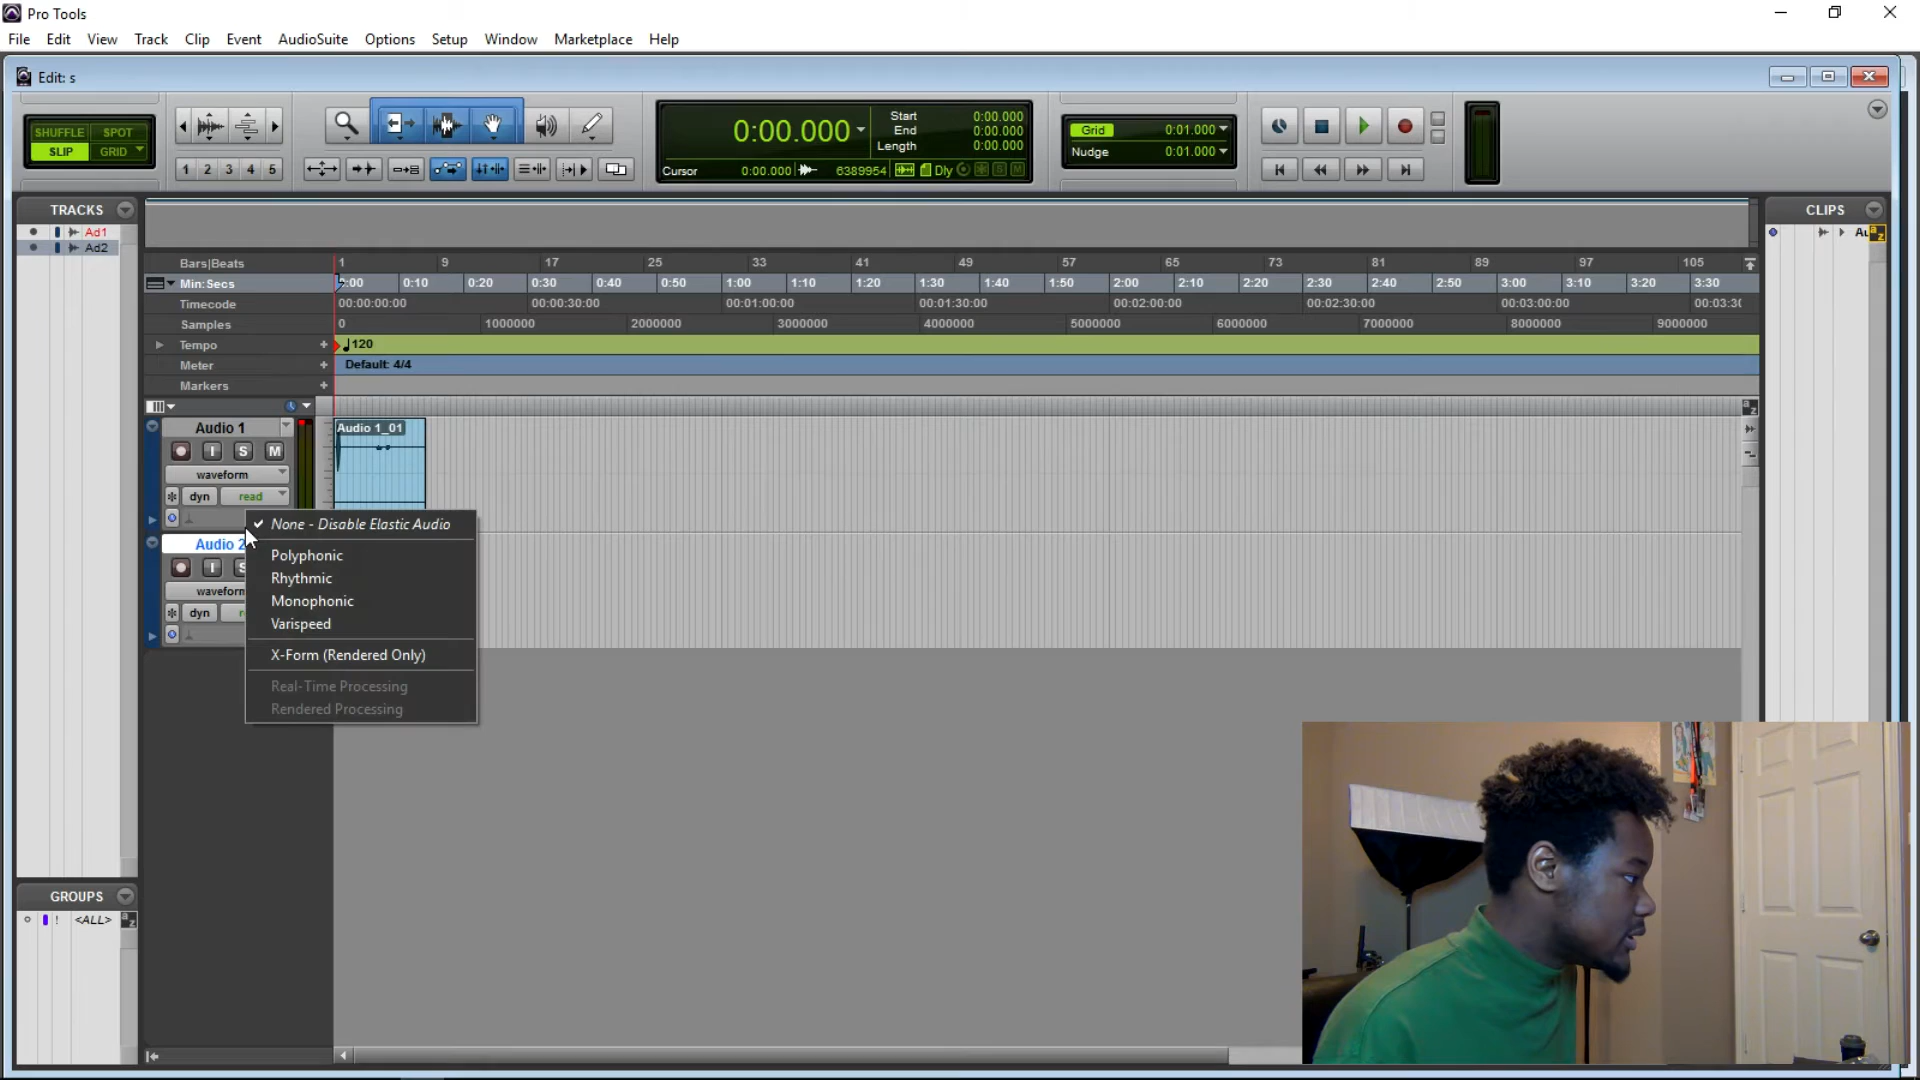 Pro Tools
File Edit View Track Clip Event AudioSuite Options Setup Window Marketplace Help
Edit: s
SHUFFLE SPOT
SLIP GRID
1 2 3 4 5
0:00.000
Start 0:00.000
End 0:00.000
Length 0:00.000
Cursor 0:00.000 6389954 Dly
Grid 0:01.000
Nudge 0:01.000
TRACKS
Ad1
Ad2
CLIPS
Bars|Beats 1 9 17 25 33 41 49 57 65 73 81 89 97 105
Min:Secs :00 0:10 0:20 0:30 0:40 0:50 1:00 1:10 1:20 1:30 1:40 1:50 2:00 2:10 2:20 2:30 2:40 2:50 3:00 3:10 3:20 3:30
Timecode 00:00:00:00 00:00:30:00 00:01:00:00 00:01:30:00 00:02:00:00 00:02:30:00 00:03:00:00 00:03:3(
Samples 0 1000000 2000000 3000000 4000000 5000000 6000000 7000000 8000000 9000000
Tempo + 120
Meter + Default: 4/4
Markers +
Audio 1 Audio 1_01
I S M
waveform
dyn read
None - Disable Elastic Audio
Audio 2
Polyphonic
I S
Rhythmic
waveform
Monophonic
dyn
Varispeed
X-Form (Rendered Only)
Real-Time Processing
Rendered Processing
GROUPS
! <ALL>
a z